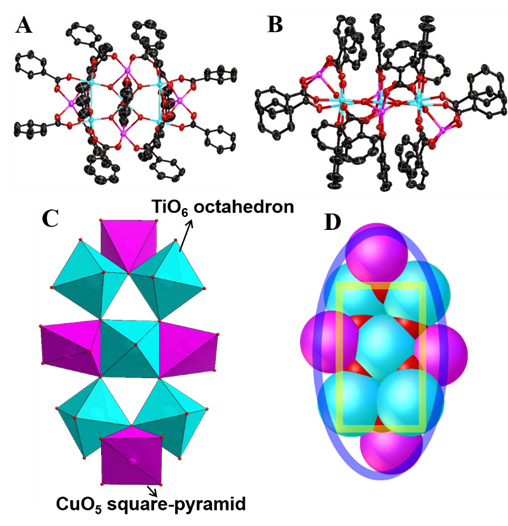 A
B
C
TiO₆ octahedron
D
CuO₅ square-pyramid